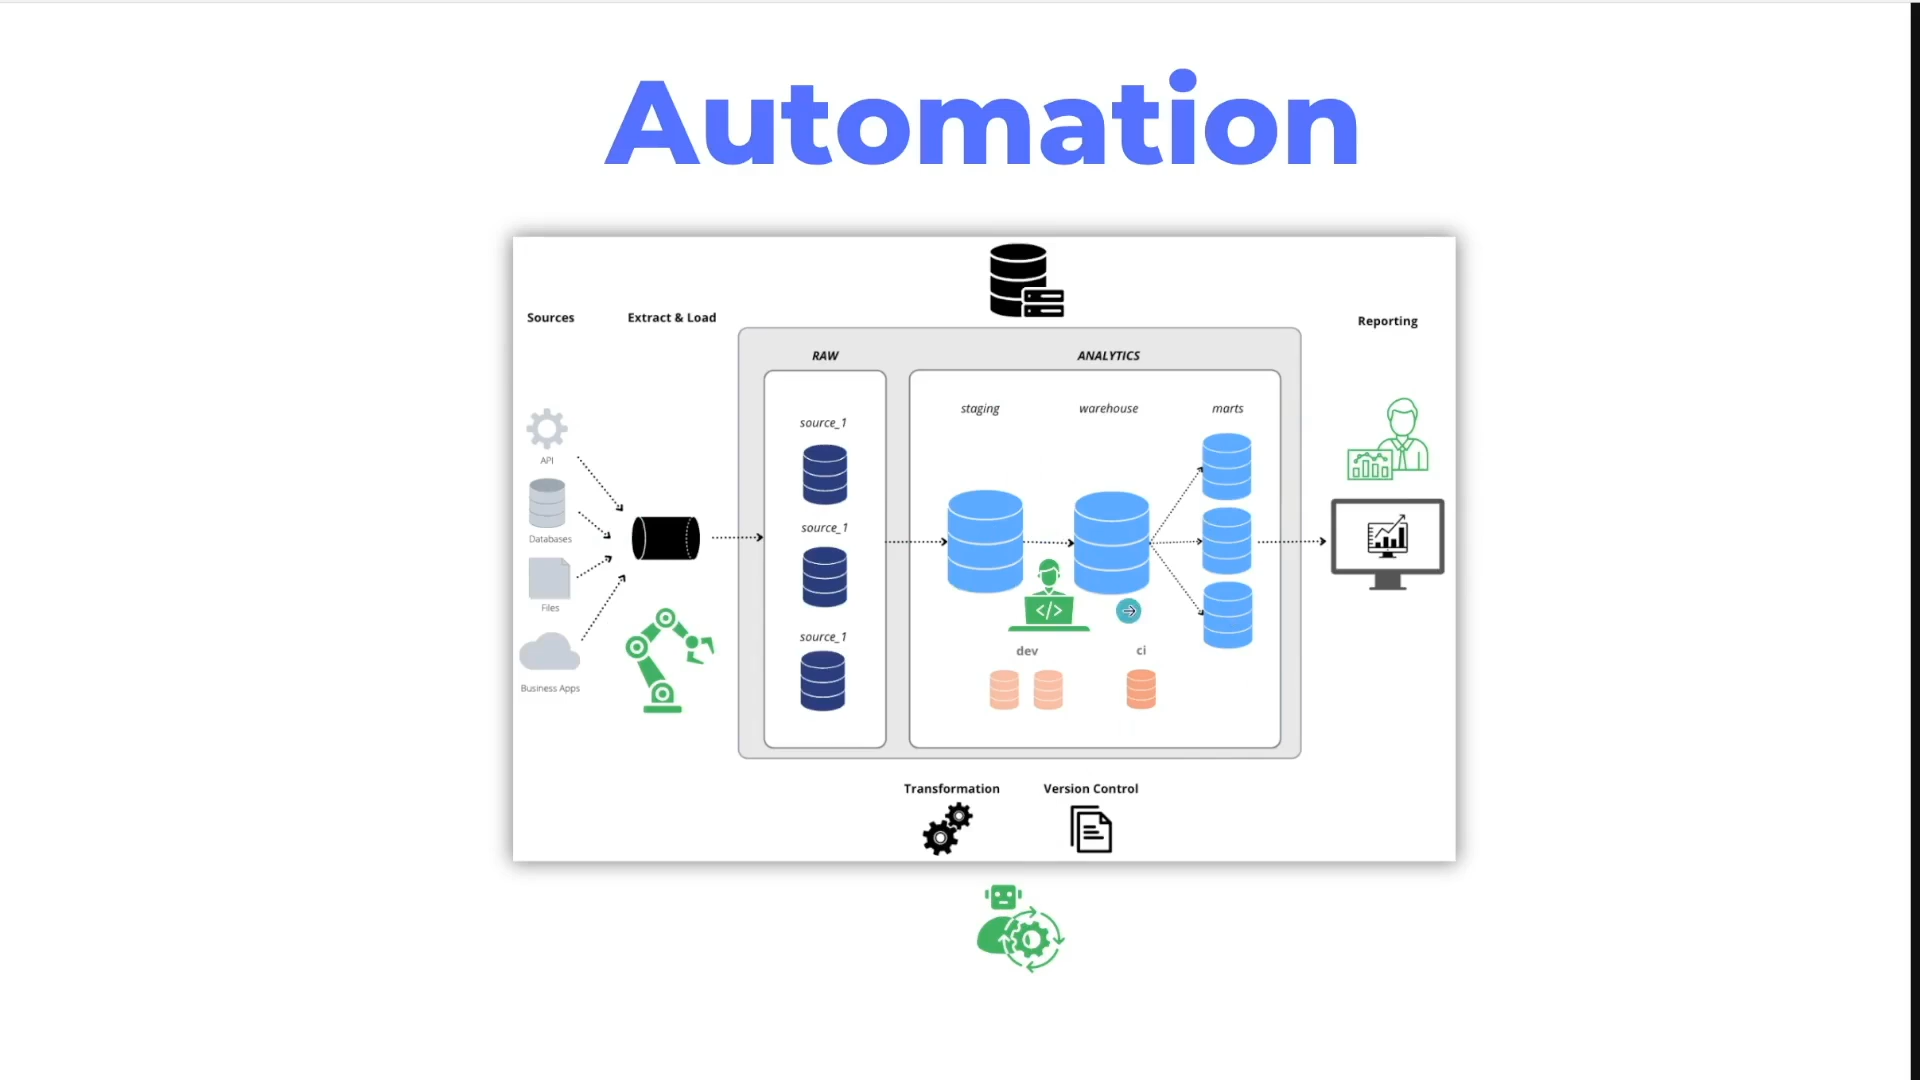 Automation
Sources
Extract & Load
Reporting
RAW
ANALYTICS
source_1
source_1
source_1
staging
warehouse
marts
API
Databases
Files
Business Apps
</>
dev
ci
Transformation
Version Control